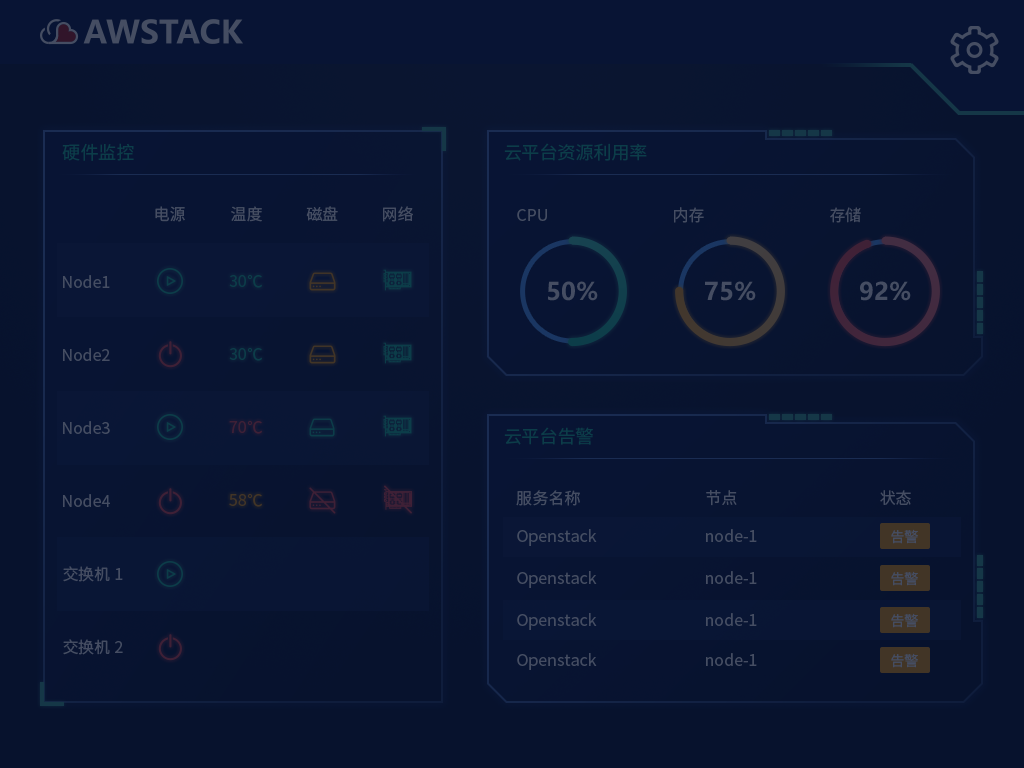 AWSTACK
硬件监控
电源 温度 磁盘 网络
Node1 30℃
Node2 30℃
Node3 70℃
Node4 58℃
交换机 1
交换机 2
云平台资源利用率
CPU 内存 存储
50% 75% 92%
云平台告警
服务名称 节点 状态
Openstack node-1 告警
Openstack node-1 告警
Openstack node-1 告警
Openstack node-1 告警